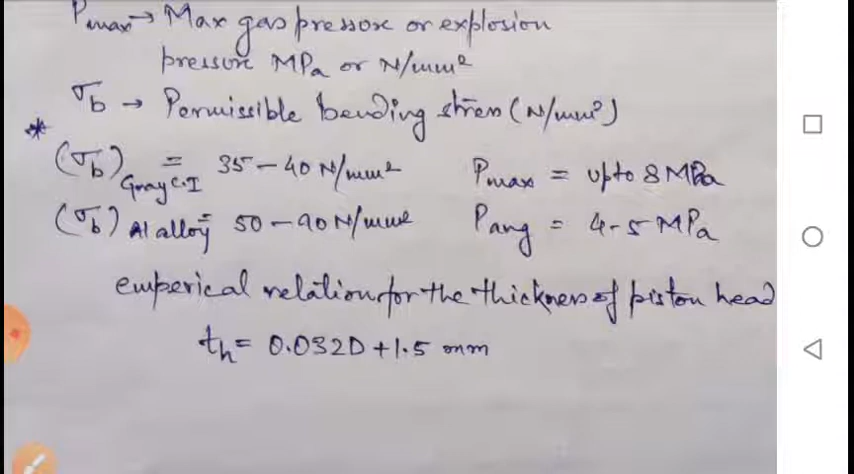 Pmax → Max gas pressore or explosion
pressure MPa or N/mm²
σb → Permissible bending stress (N/mm²)
*
(σb) Gray C.I = 35-40 N/mm² Pmax = upto 8 MPa
(σb) Al alloy = 50-90 N/mm² Pavg = 4-5 MPa
emperical relation for the thickness of piston head
th = 0.032D + 1.5 mm